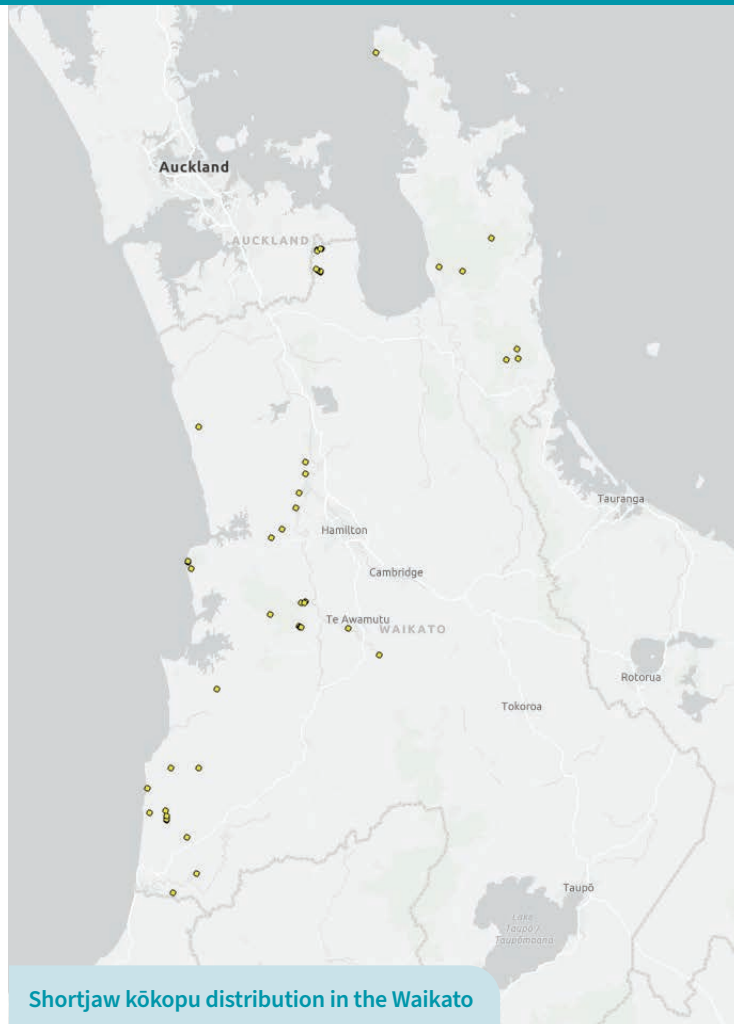 Auckland
AUCKLAND
Tauranga
Hamilton
Cambridge
Te Awamutu
WAIKATO
Rotorua
Tokoroa
Taupō
Lake
Taupō /
Taupōmoana
Shortjaw kōkopu distribution in the Waikato